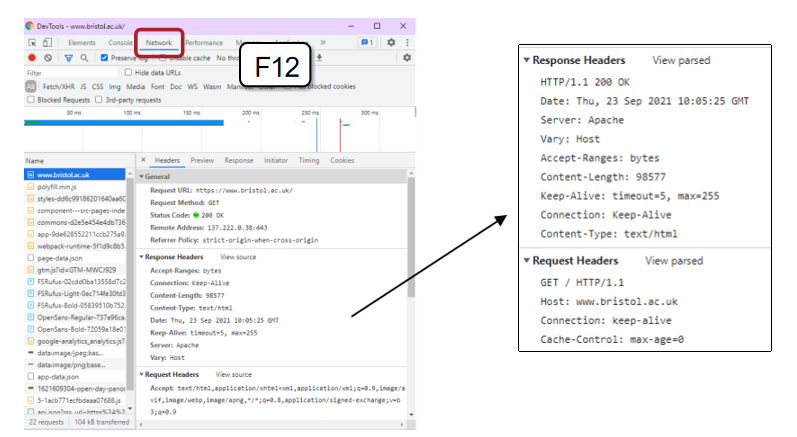 DevTools - www.bristol.ac.uk/
Elements Console Network Performance » 1
Preserve log cache No
F12
Filter Hide data URLs
All Fetch/XHR JS CSS Img Media Font Doc WS Wasm blocked cookies
Blocked Requests 3rd-party requests
50 ms 100 ms 150 ms 200 ms 250 ms 300 ms
Name
www.bristol.ac.uk
polyfill.min.js
styles-dd6c99186201640aa60
component---src-pages-inde
commons-d2e5e454e4db736
app-9de628552211ccb275a9.
webpack-runtime-5f1d9c8b5.
page-data.json
gtm.js?id=GTM-MWCJ929
FSRufus-02cdd0ba13558d7c2
FSRufus-Light-0ec714fe30fd3
FSRufus-Bold-05839510b752.
OpenSans-Regular-737e96ca.
OpenSans-Bold-72059a18e01
google-analytics_analytics.js?
data:image/jpeg;bas...
data:image/png;base...
app-data.json
1621609304-open-day-panor
5-1acb771ecfbdaaa07688.js
22 requests 104 kB transferred
× Headers Preview Response Initiator Timing Cookies
General
Request URL: https://www.bristol.ac.uk/
Request Method: GET
Status Code: 200 OK
Remote Address: 137.222.0.38:443
Referrer Policy: strict-origin-when-cross-origin
Response Headers View source
Accept-Ranges: bytes
Connection: Keep-Alive
Content-Length: 98577
Content-Type: text/html
Date: Thu, 23 Sep 2021 10:05:25 GMT
Keep-Alive: timeout=5, max=255
Server: Apache
Vary: Host
Request Headers View source
Accept: text/html,application/xhtml+xml,application/xml;q=0.9,image/a
vif,image/webp,image/apng,*/*;q=0.8,application/signed-exchange;v=b
3;q=0.9
Response Headers View parsed
HTTP/1.1 200 OK
Date: Thu, 23 Sep 2021 10:05:25 GMT
Server: Apache
Vary: Host
Accept-Ranges: bytes
Content-Length: 98577
Keep-Alive: timeout=5, max=255
Connection: Keep-Alive
Content-Type: text/html
Request Headers View parsed
GET / HTTP/1.1
Host: www.bristol.ac.uk
Connection: keep-alive
Cache-Control: max-age=0